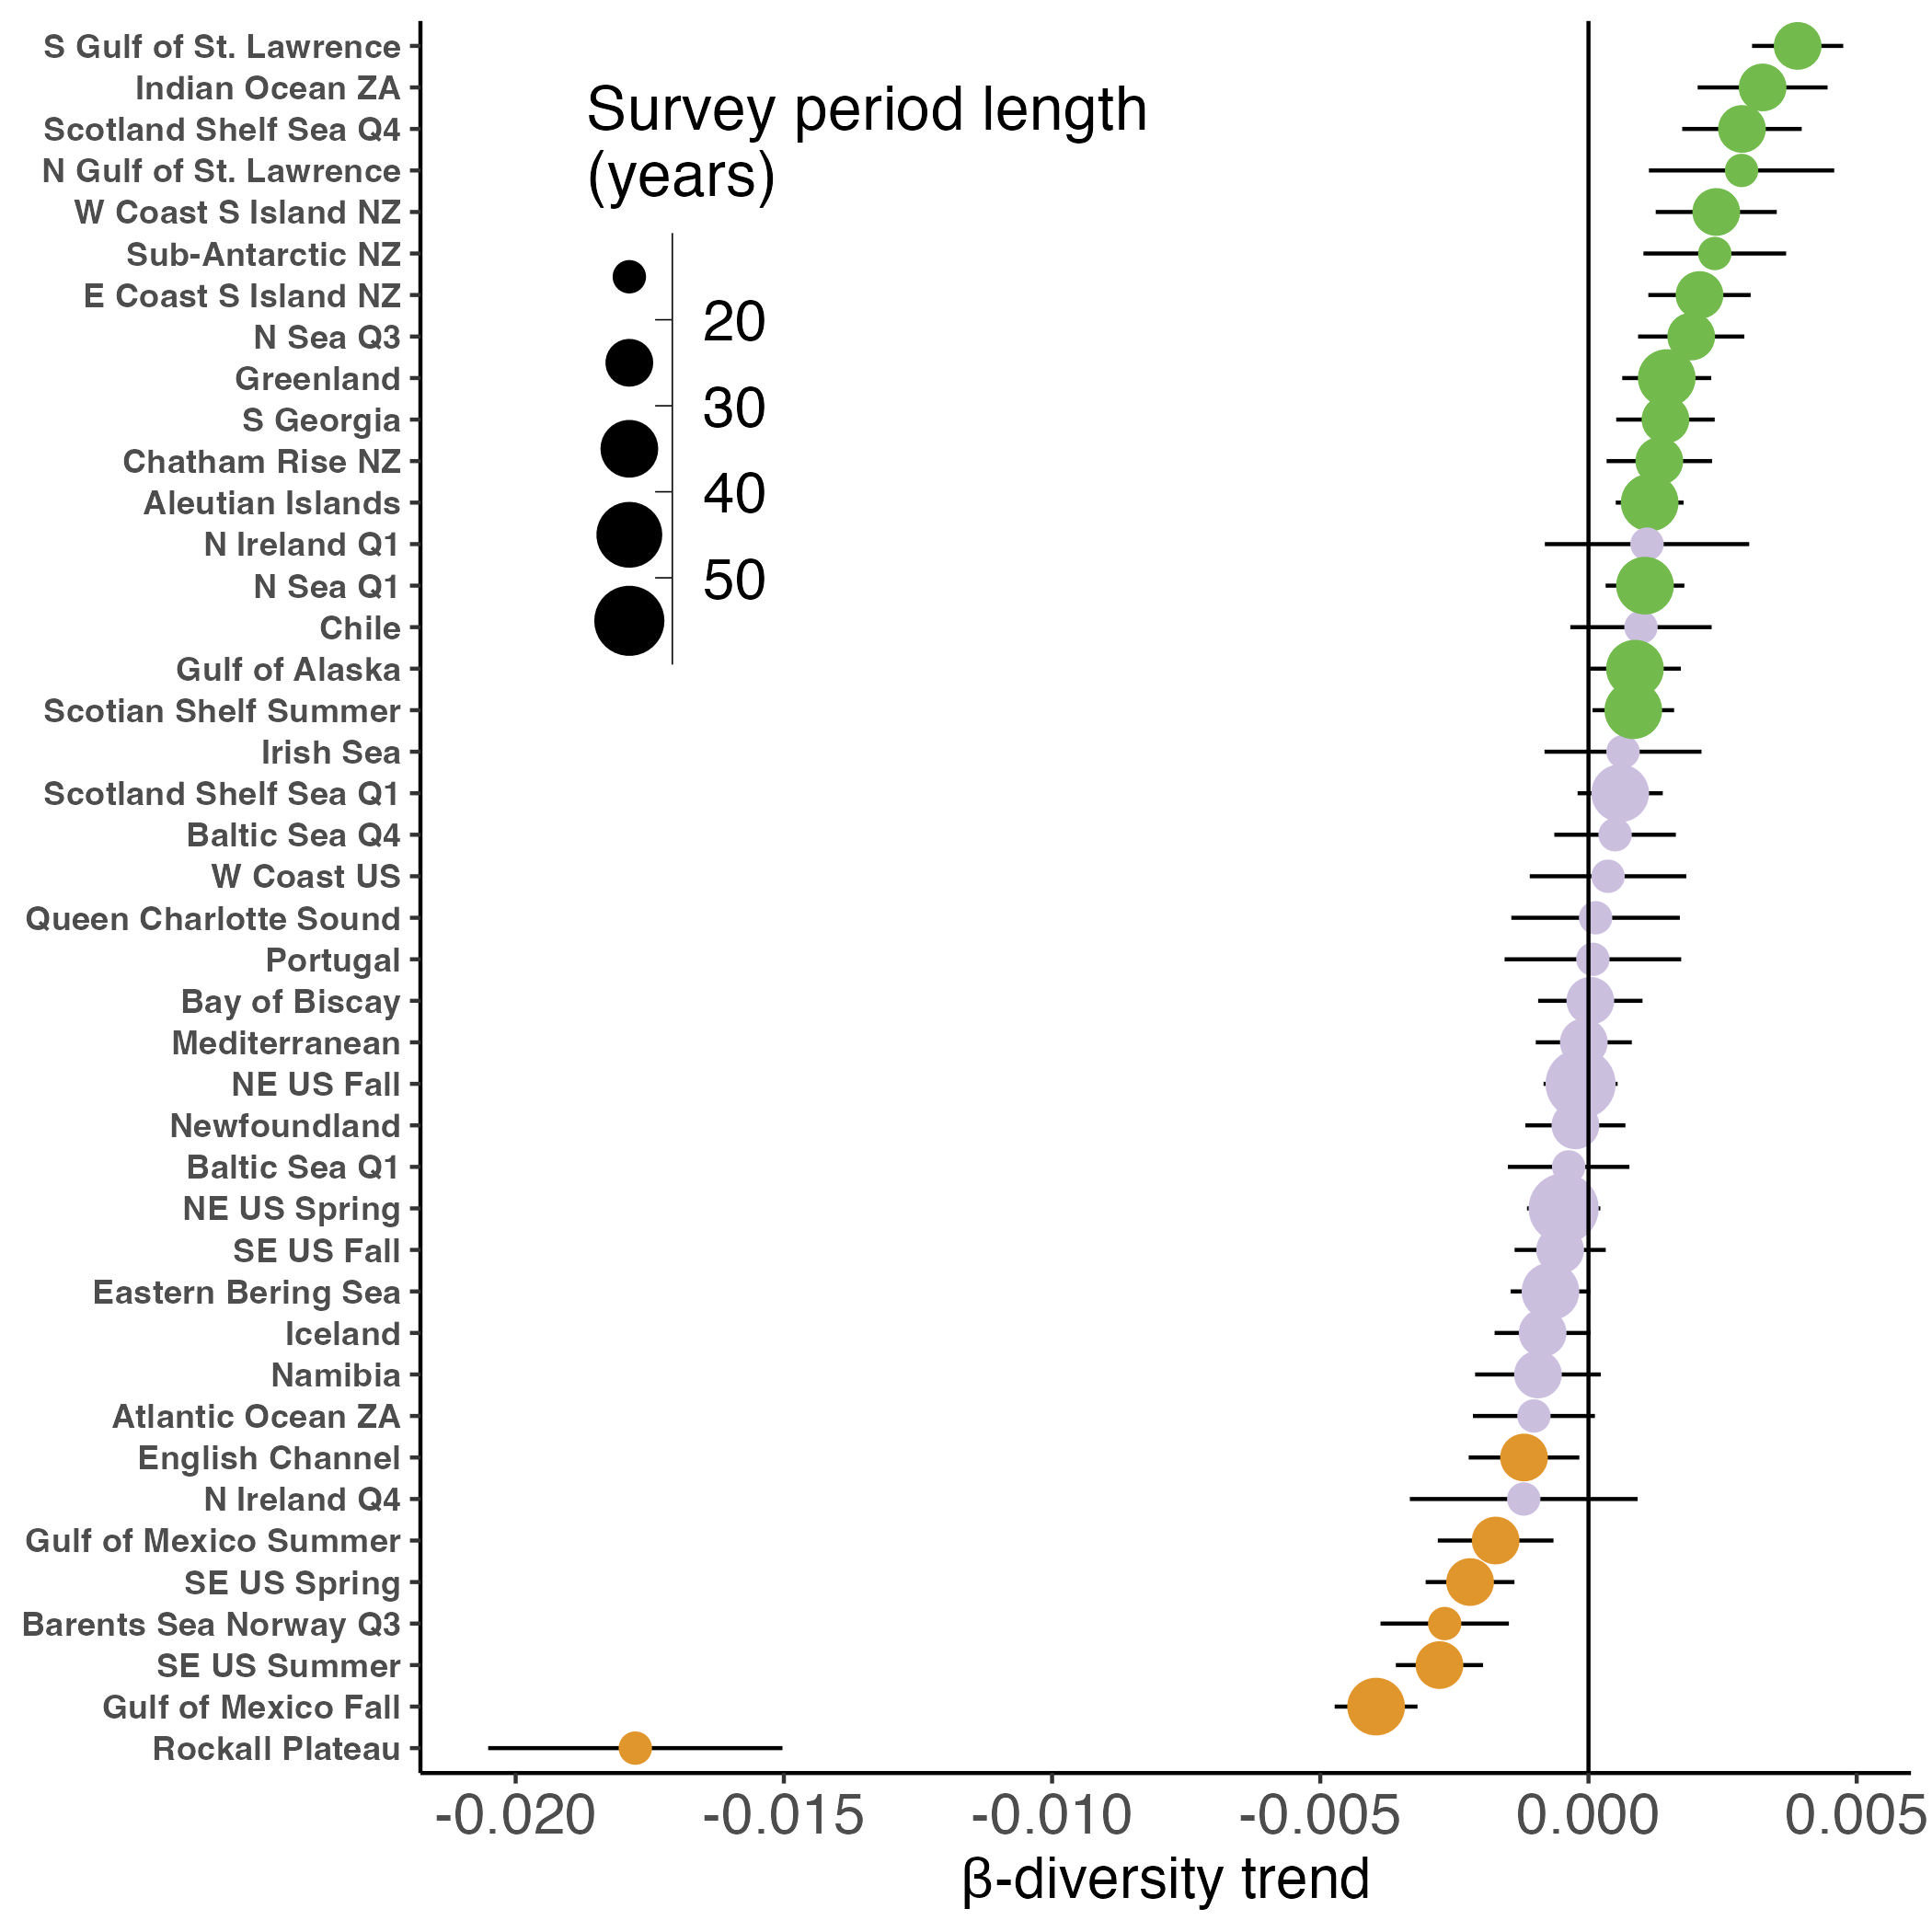 S Gulf of St. Lawrence
Indian Ocean ZA
Scotland Shelf Sea Q4
N Gulf of St. Lawrence
W Coast S Island NZ
Sub-Antarctic NZ
E Coast S Island NZ
N Sea Q3
Greenland
S Georgia
Chatham Rise NZ
Aleutian Islands
N Ireland Q1
N Sea Q1
Chile
Gulf of Alaska
Scotian Shelf Summer
Irish Sea
Scotland Shelf Sea Q1
Baltic Sea Q4
W Coast US
Queen Charlotte Sound
Portugal
Bay of Biscay
Mediterranean
NE US Fall
Newfoundland
Baltic Sea Q1
NE US Spring
SE US Fall
Eastern Bering Sea
Iceland
Namibia
Atlantic Ocean ZA
English Channel
N Ireland Q4
Gulf of Mexico Summer
SE US Spring
Barents Sea Norway Q3
SE US Summer
Gulf of Mexico Fall
Rockall Plateau
Survey period length
(years)
20
30
40
50
-0.020 -0.015 -0.010 -0.005 0.000 0.005
β-diversity trend